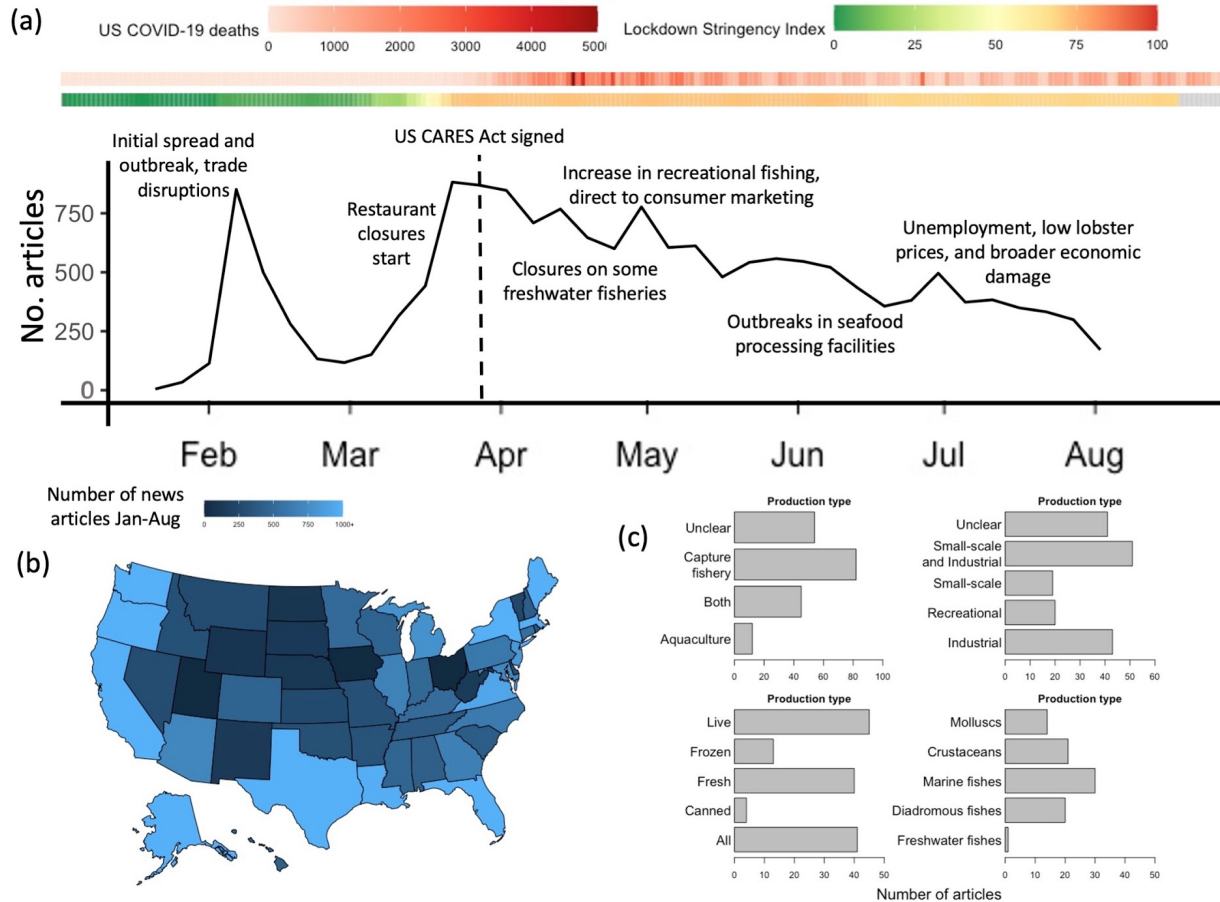 (a)
US COVID-19 deaths
0 1000 2000 3000 4000 5000
Lockdown Stringency Index
0 25 50 75 100
Initial spread and
outbreak, trade
disruptions
US CARES Act signed
Restaurant
closures
start
Increase in recreational fishing,
direct to consumer marketing
Closures on some
freshwater fisheries
Unemployment, low lobster
prices, and broader economic
damage
Outbreaks in seafood
processing facilities
No. articles
750
500
250
0
Feb Mar Apr May Jun Jul Aug
Number of news
articles Jan-Aug
0 250 500 750 1000+
(b)
(c)
Production type
Unclear
Capture
fishery
Both
Aquaculture
0 20 40 60 80 100
Production type
Unclear
Small-scale
and Industrial
Small-scale
Recreational
Industrial
0 10 20 30 40 50 60
Production type
Live
Frozen
Fresh
Canned
All
0 10 20 30 40 50
Production type
Molluscs
Crustaceans
Marine fishes
Diadromous fishes
Freshwater fishes
0 10 20 30 40 50
Number of articles